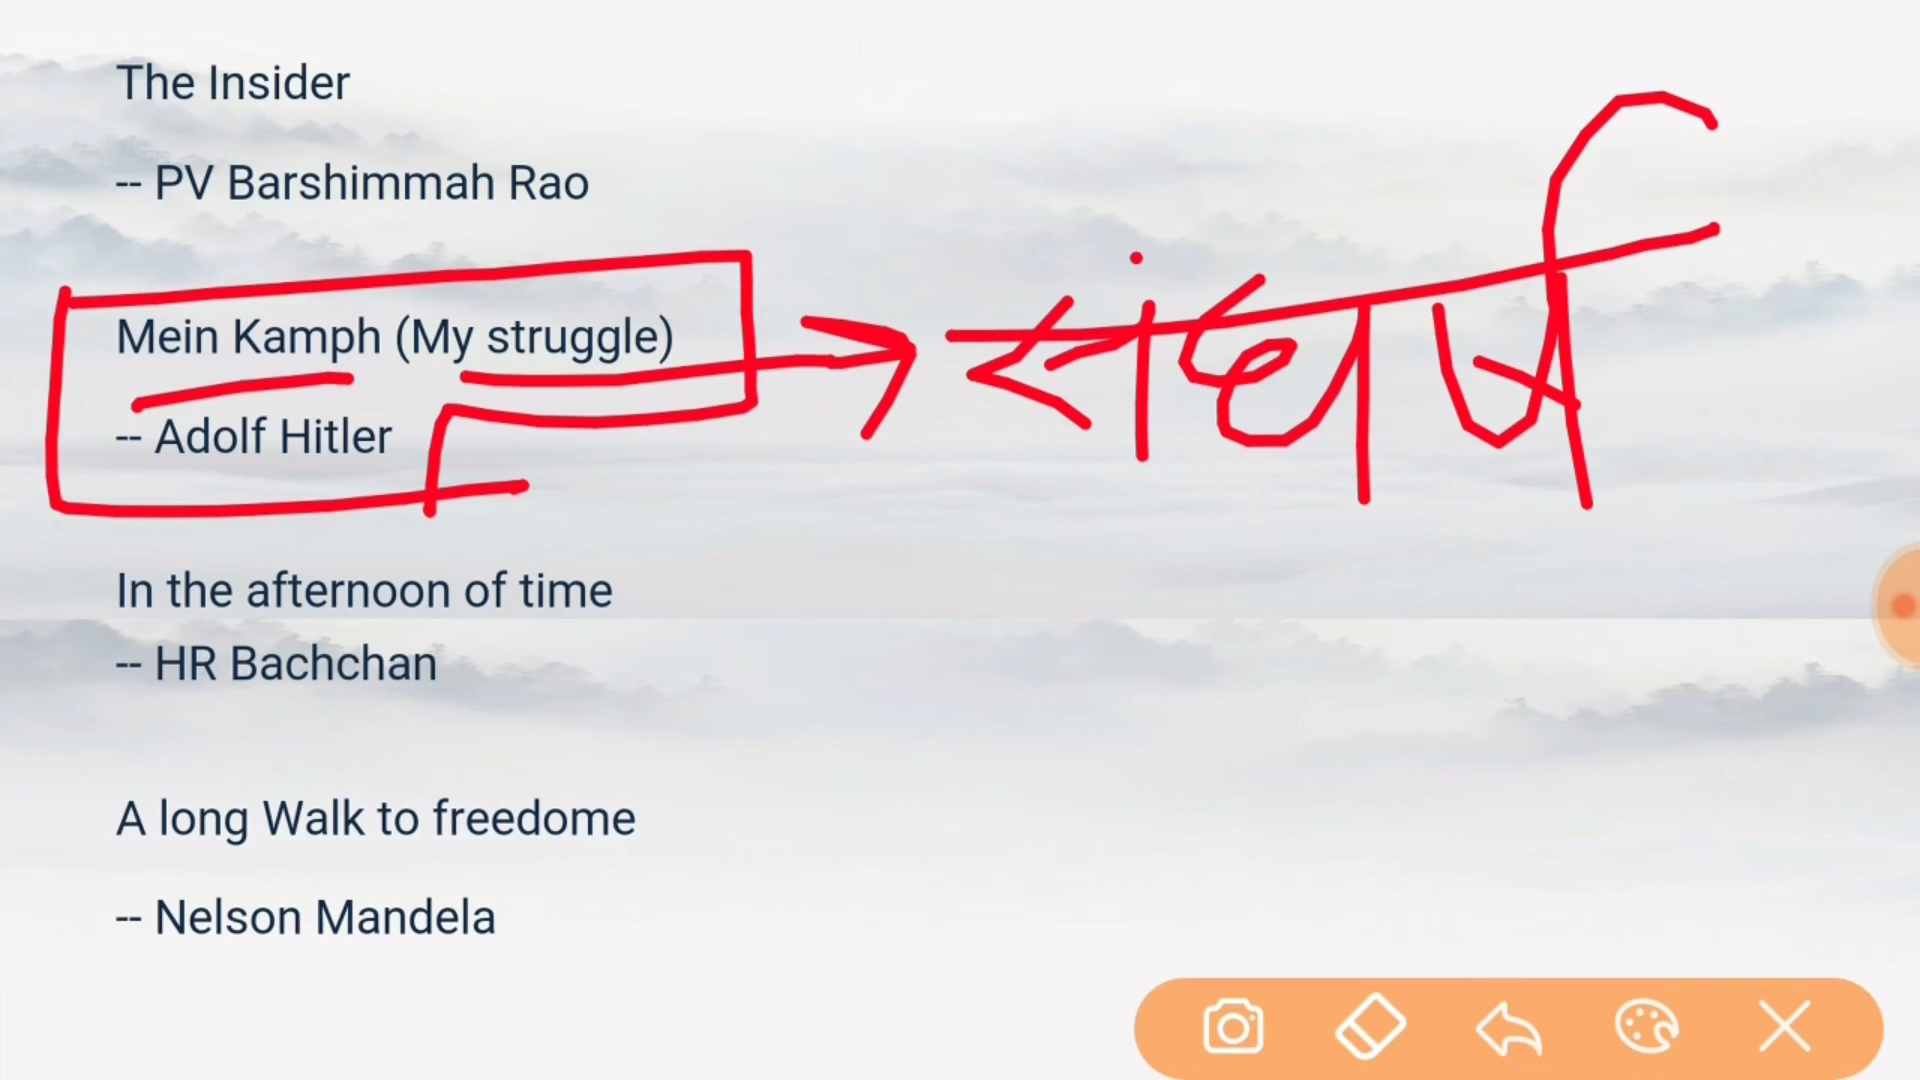 The Insider
-- PV Barshimmah Rao
Mein Kamph (My struggle)
संघर्ष
-- Adolf Hitler
In the afternoon of time
-- HR Bachchan
A long Walk to freedome
-- Nelson Mandela